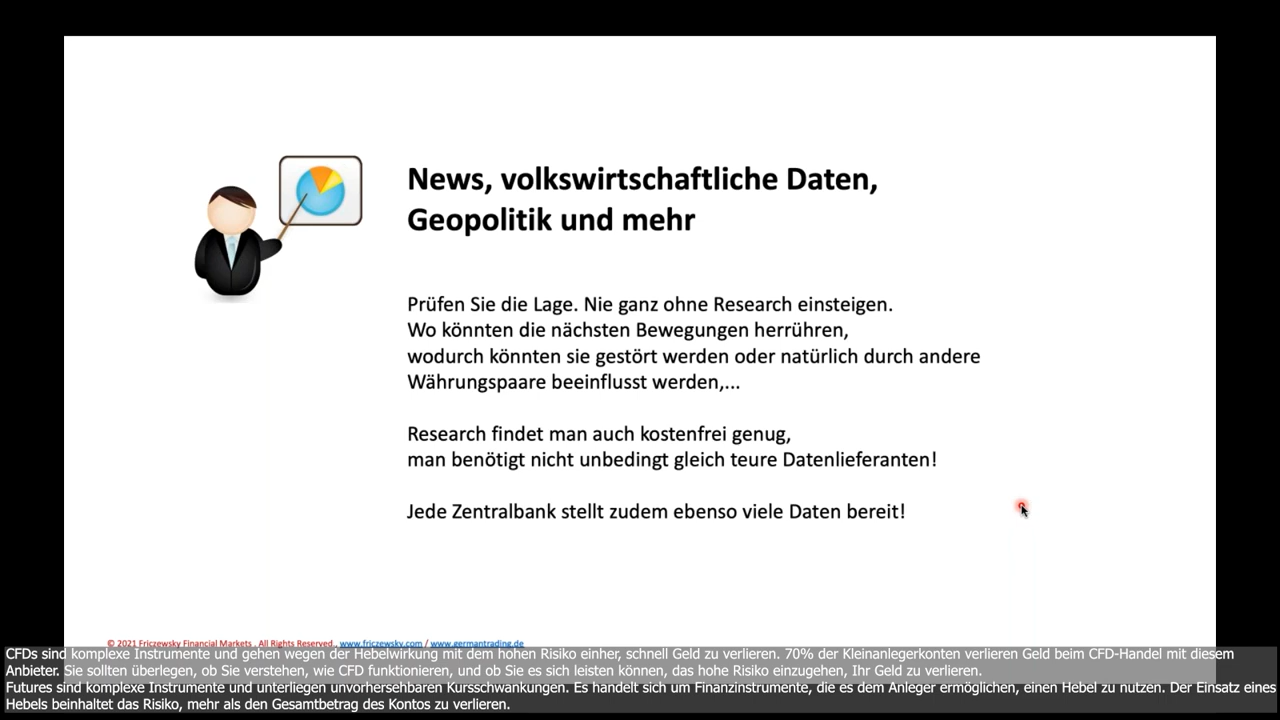 News, volkswirtschaftliche Daten,
Geopolitik und mehr
Prüfen Sie die Lage. Nie ganz ohne Research einsteigen.
Wo könnten die nächsten Bewegungen herrühren,
wodurch könnten sie gestört werden oder natürlich durch andere
Währungspaare beeinflusst werden,...
Research findet man auch kostenfrei genug,
man benötigt nicht unbedingt gleich teure Datenlieferanten!
Jede Zentralbank stellt zudem ebenso viele Daten bereit!
© 2021 Friczewsky Financial Markets . All Rights Reserved . www.friczewsky.com / www.germantrading.de
CFDs sind komplexe Instrumente und gehen wegen der Hebelwirkung mit dem hohen Risiko einher, schnell Geld zu verlieren. 70% der Kleinanlegerkonten verlieren Geld beim CFD-Handel mit diesem
Anbieter. Sie sollten überlegen, ob Sie verstehen, wie CFD funktionieren, und ob Sie es sich leisten können, das hohe Risiko einzugehen, Ihr Geld zu verlieren.
Futures sind komplexe Instrumente und unterliegen unvorhersehbaren Kursschwankungen. Es handelt sich um Finanzinstrumente, die es dem Anleger ermöglichen, einen Hebel zu nutzen. Der Einsatz eines
Hebels beinhaltet das Risiko, mehr als den Gesamtbetrag des Kontos zu verlieren.